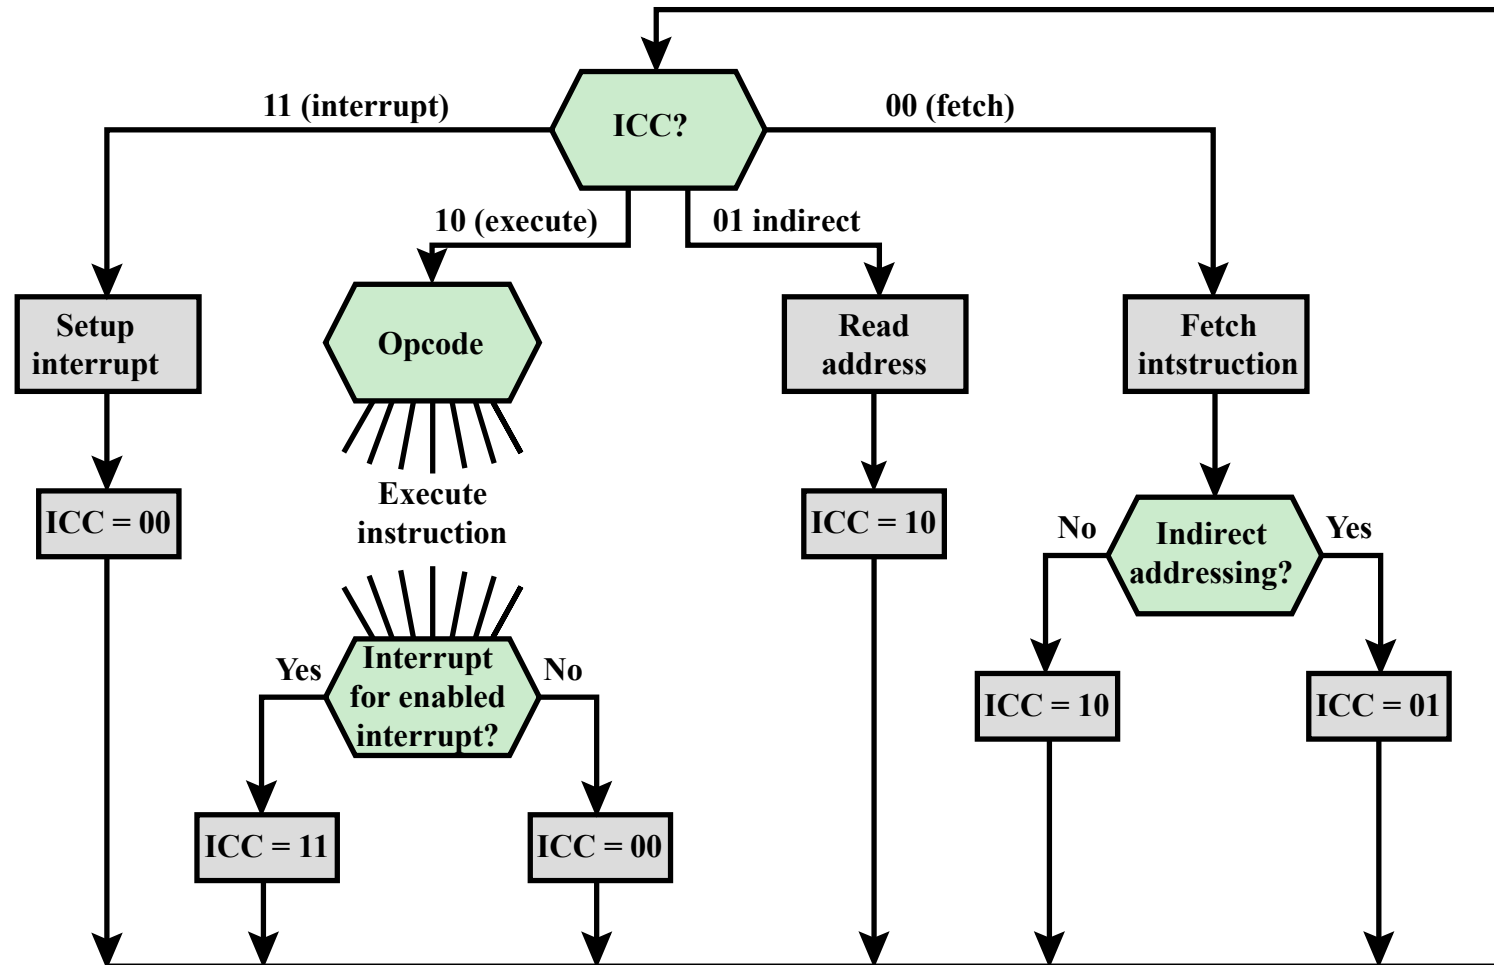 11 (interrupt)
ICC?
00 (fetch)
10 (execute)
01 indirect
Setup
interrupt
Opcode
Read
address
Fetch
intstruction
ICC = 00
Execute
instruction
ICC = 10
No
Indirect
addressing?
Yes
Yes
Interrupt
for enabled
interrupt?
No
ICC = 10
ICC = 01
ICC = 11
ICC = 00